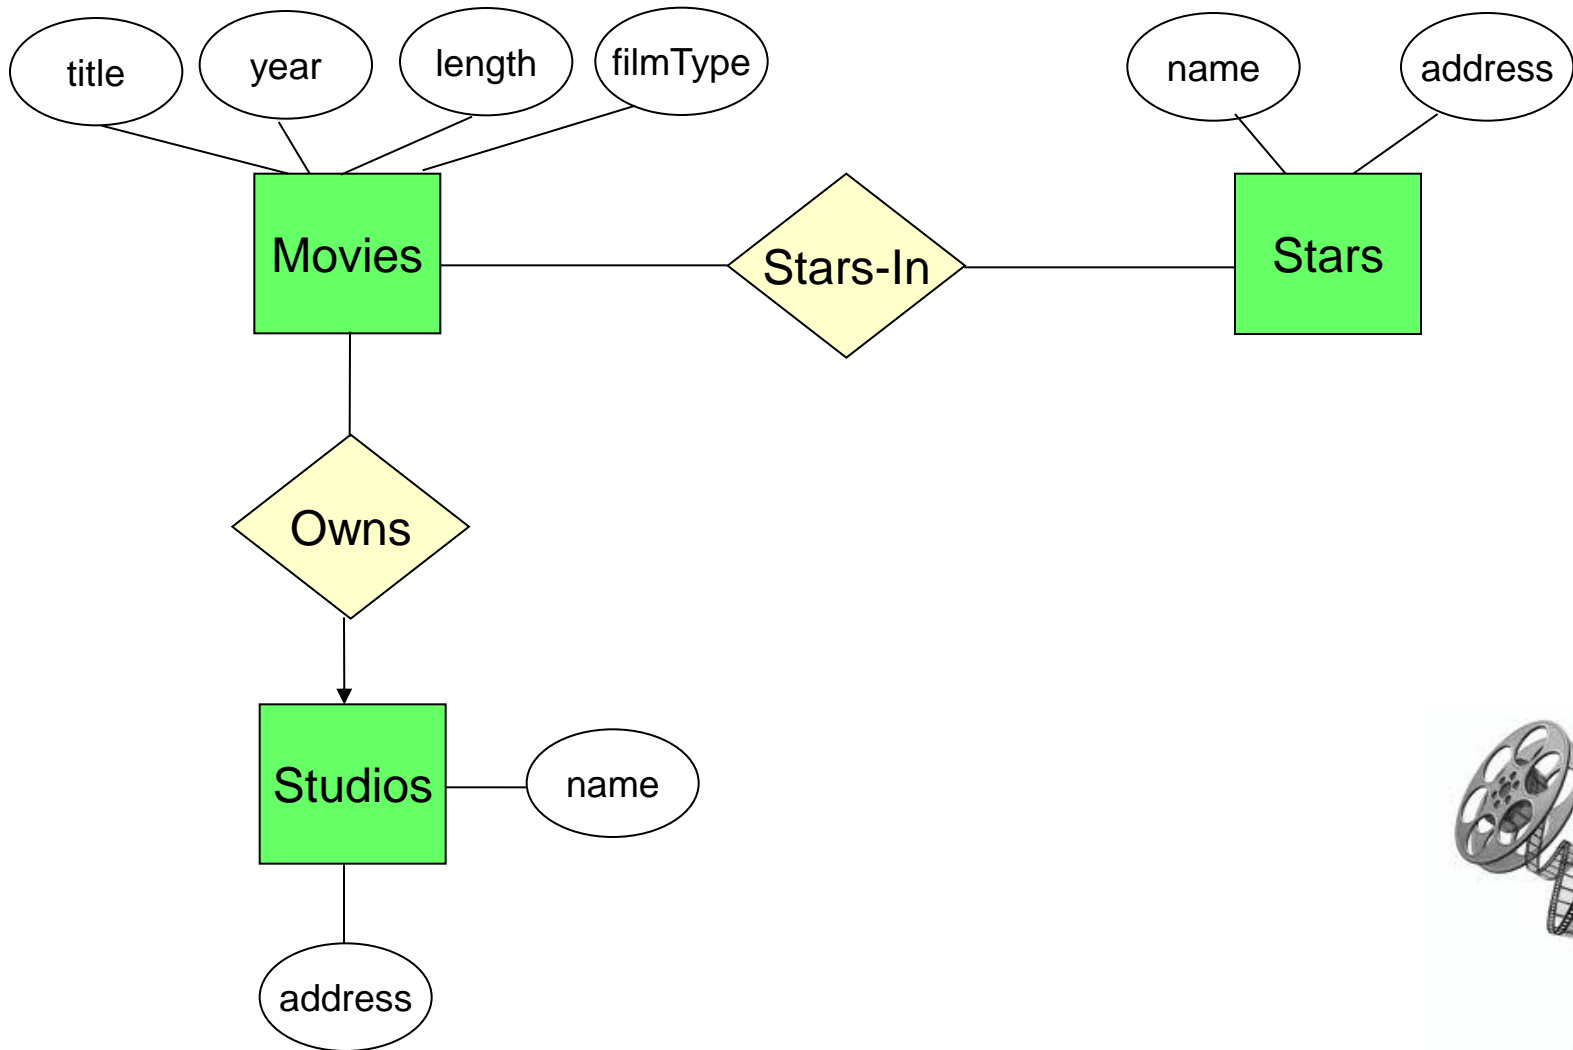 title
year
length
filmType
name
address
Movies
Stars-In
Stars
Owns
Studios
name
address